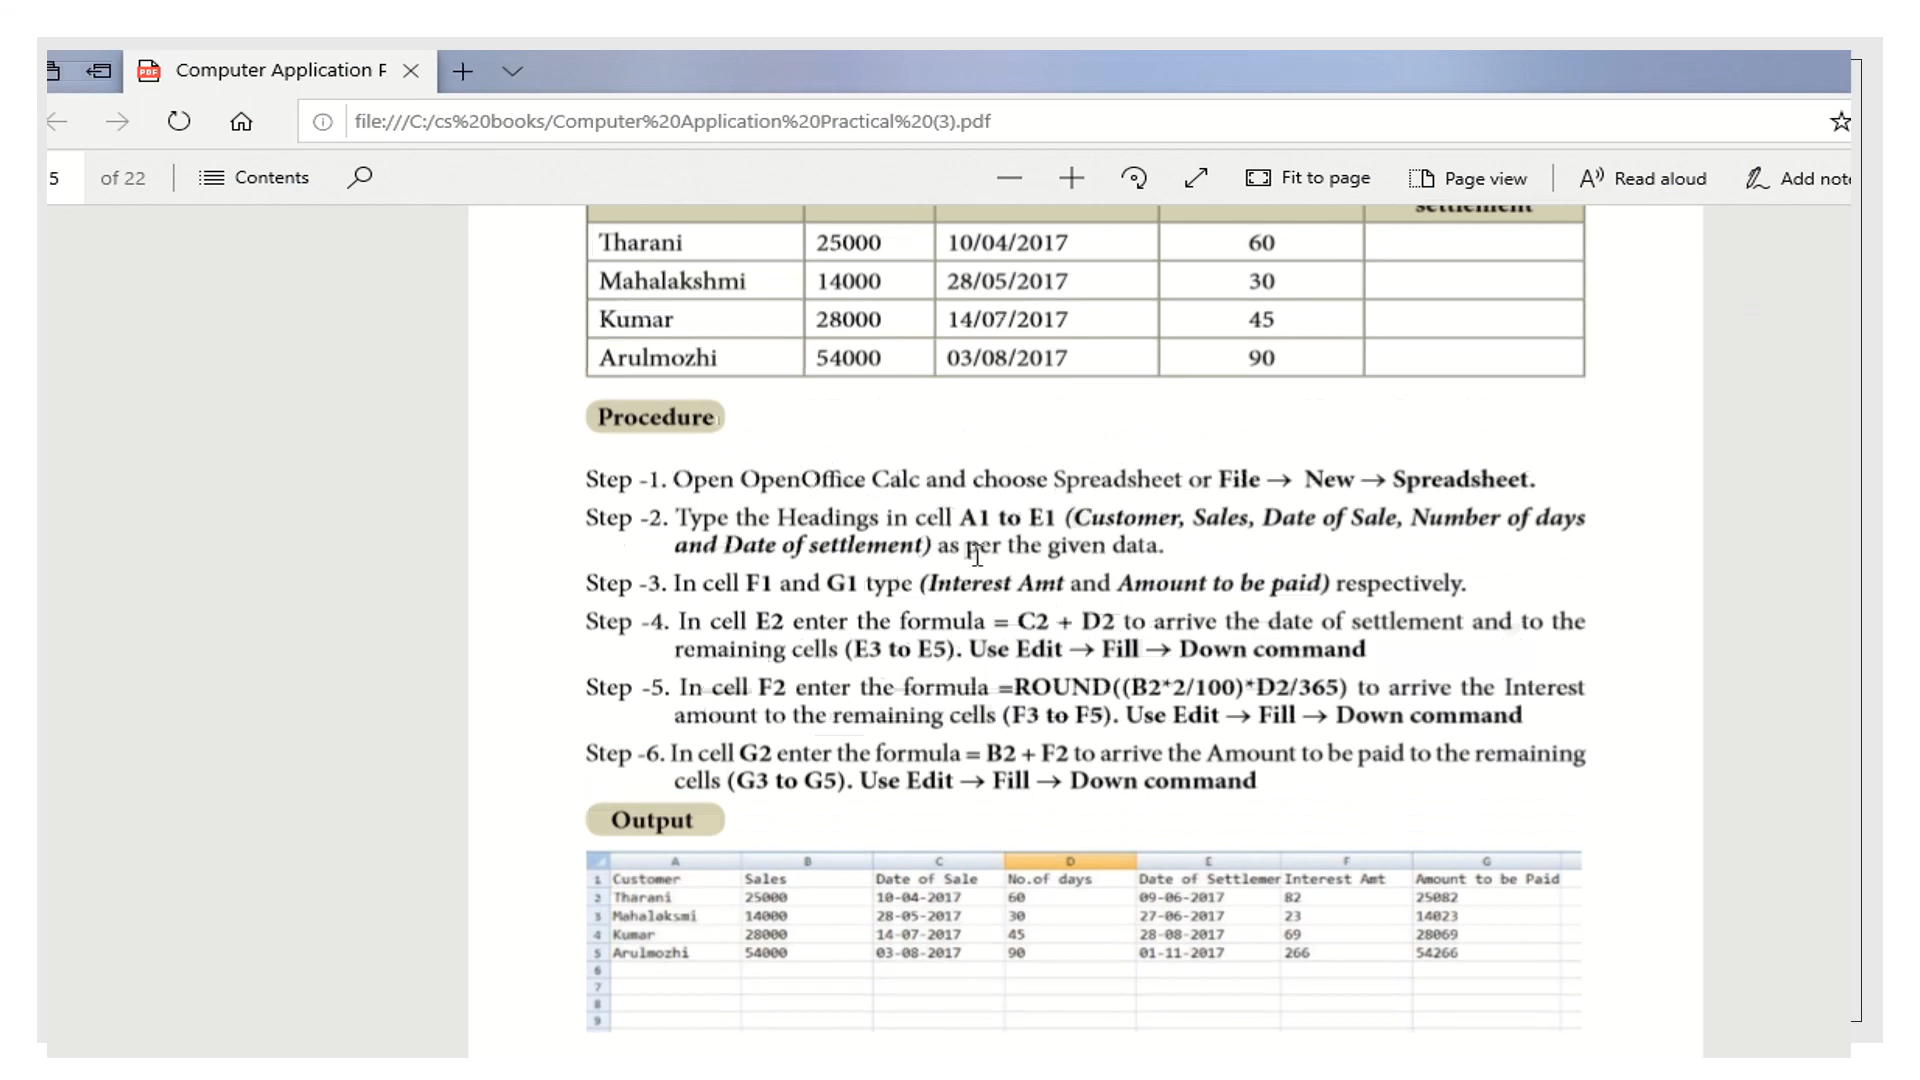 Computer Application F
file:///C:/cs%20books/Computer%20Application%20Practical%20(3).pdf
5 of 22 Contents Fit to page Page view Read aloud Add note
settlement
Tharani 25000 10/04/2017 60
Mahalakshmi 14000 28/05/2017 30
Kumar 28000 14/07/2017 45
Arulmozhi 54000 03/08/2017 90
Procedure
Step -1. Open OpenOffice Calc and choose Spreadsheet or File → New → Spreadsheet.
Step -2. Type the Headings in cell A1 to E1 (Customer, Sales, Date of Sale, Number of days
and Date of settlement) as per the given data.
Step -3. In cell F1 and G1 type (Interest Amt and Amount to be paid) respectively.
Step -4. In cell E2 enter the formula = C2 + D2 to arrive the date of settlement and to the
remaining cells (E3 to E5). Use Edit → Fill → Down command
Step -5. In cell F2 enter the formula =ROUND((B2*2/100)*D2/365) to arrive the Interest
amount to the remaining cells (F3 to F5). Use Edit → Fill → Down command
Step -6. In cell G2 enter the formula = B2 + F2 to arrive the Amount to be paid to the remaining
cells (G3 to G5). Use Edit → Fill → Down command
Output
A B C D E F G
1 Customer Sales Date of Sale No.of days Date of Settlemer Interest Amt Amount to be Paid
2 Tharani 25000 10-04-2017 60 09-06-2017 82 25082
3 Mahalaksmi 14000 28-05-2017 30 27-06-2017 23 14023
4 Kumar 28000 14-07-2017 45 28-08-2017 69 28069
5 Arulmozhi 54000 03-08-2017 90 01-11-2017 266 54266
6
7
8
9